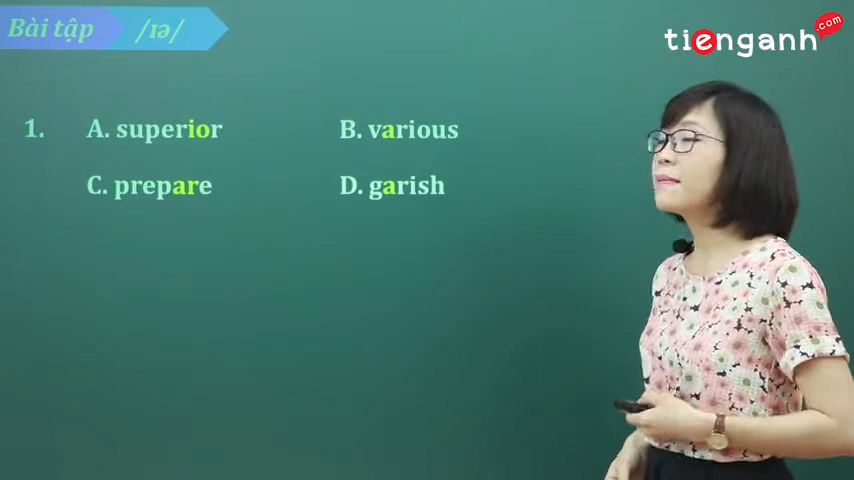 Bài tập /ɪə/
tienganh.com
1. A. superior B. various
C. prepare D. garish